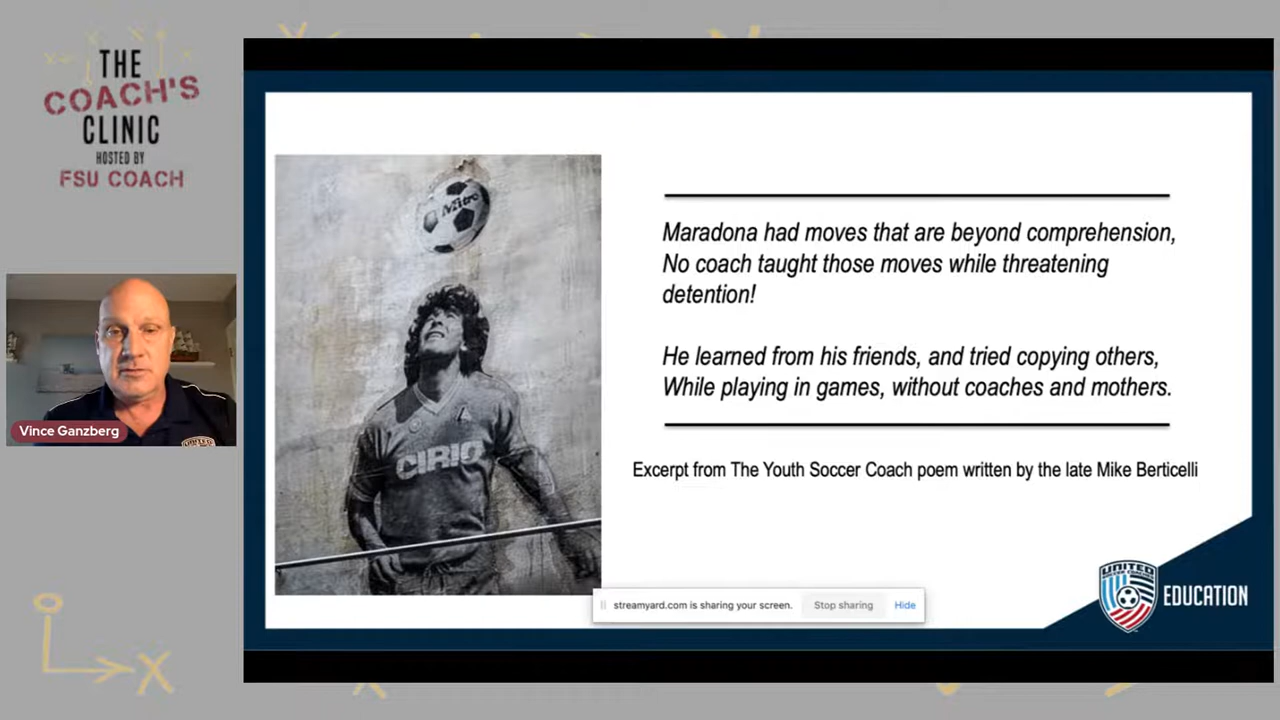 THE
COACH'S
CLINIC
HOSTED BY
FSU COACH
Vince Ganzberg
UNITED
Mitre
CIRIO
Maradona had moves that are beyond comprehension,
No coach taught those moves while threatening
detention!
He learned from his friends, and tried copying others,
While playing in games, without coaches and mothers.
Excerpt from The Youth Soccer Coach poem written by the late Mike Berticelli
streamyard.com is sharing your screen.
Stop sharing
Hide
UNITED
EDUCATION